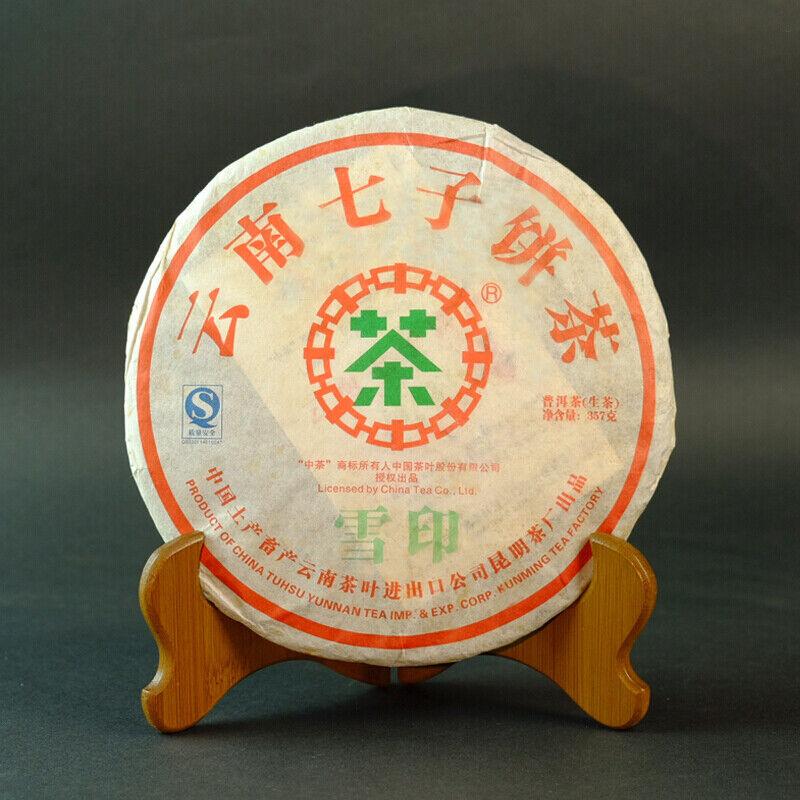 云南七子饼茶
®
茶
普洱茶(生茶)
净含量: 357克
质量安全
"中茶"商标所有人中国茶叶股份有限公司
授权出品
Licensed by China Tea Co., Ltd.
雪印
中国土产畜产云南茶叶进出口公司昆明茶厂出品
PRODUCT OF CHINA TUHSU YUNNAN TEA IMP. & EXP. CORP. KUNMING TEA FACTORY